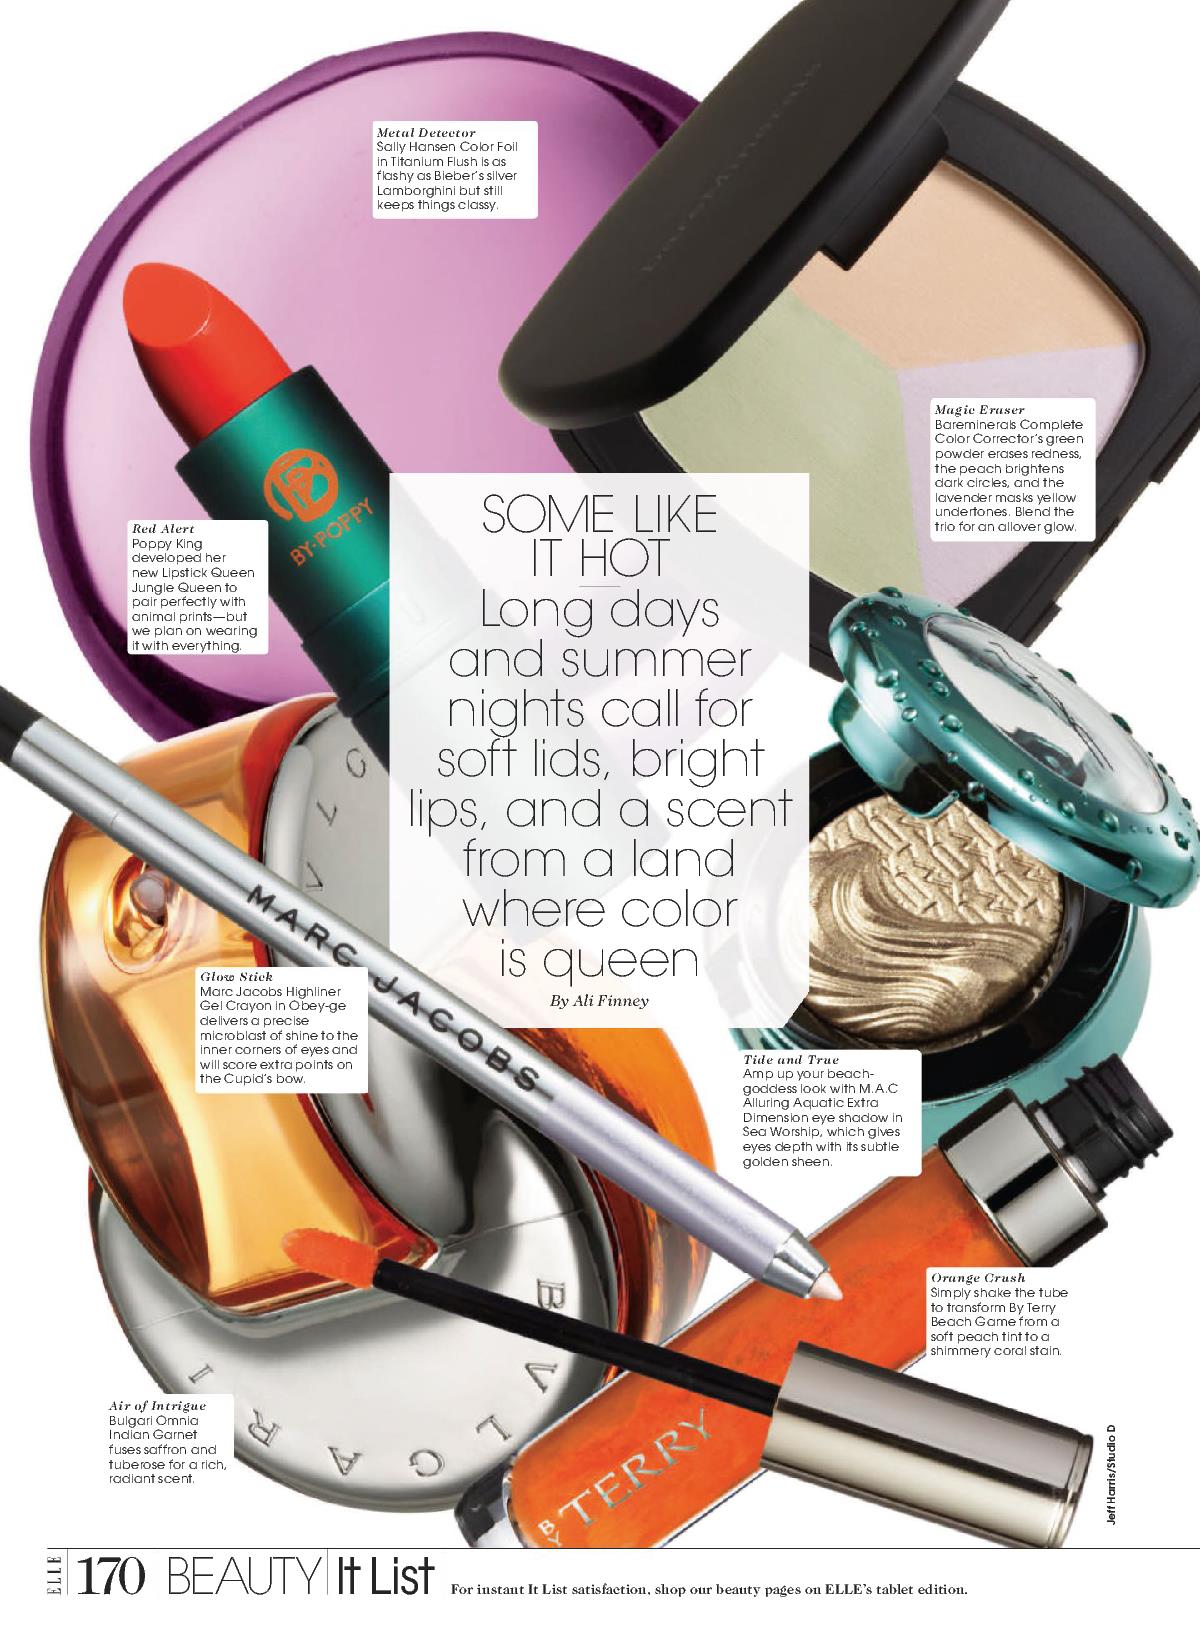 Metal Detector
Sally Hansen Color Foil
in Titanium Flush is as
flashy as Bieber's silver
Lamborghini but still
keeps things classy.
bareMinerals
Magic Eraser
Bareminerals Complete
Color Corrector's green
powder erases redness,
the peach brightens
dark circles, and the
lavender masks yellow
undertones. Blend the
trio for an allover glow.
BY·POPPY
Red Alert
Poppy King
developed her
new Lipstick Queen
Jungle Queen to
pair perfectly with
animal prints—but
we plan on wearing
it with everything.
SOME LIKE
IT HOT
Long days
and summer
nights call for
soft lids, bright
lips, and a scent
from a land
where color
is queen
By Ali Finney
MARC JACOBS
Glow Stick
Marc Jacobs Highliner
Gel Crayon in Obey-ge
delivers a precise
microblast of shine to the
inner corners of eyes and
will score extra points on
the Cupid's bow.
Tide and True
Amp up your beach-
goddess look with M.A.C
Alluring Aquatic Extra
Dimension eye shadow in
Sea Worship, which gives
eyes depth with its subtle
golden sheen.
Orange Crush
Simply shake the tube
to transform By Terry
Beach Game from a
soft peach tint to a
shimmery coral stain.
BVLGARI
BY TERRY
Air of Intrigue
Bulgari Omnia
Indian Garnet
fuses saffron and
tuberose for a rich,
radiant scent.
Jeff Harris/Studio D
ELLE 170 BEAUTY It List For instant It List satisfaction, shop our beauty pages on ELLE's tablet edition.